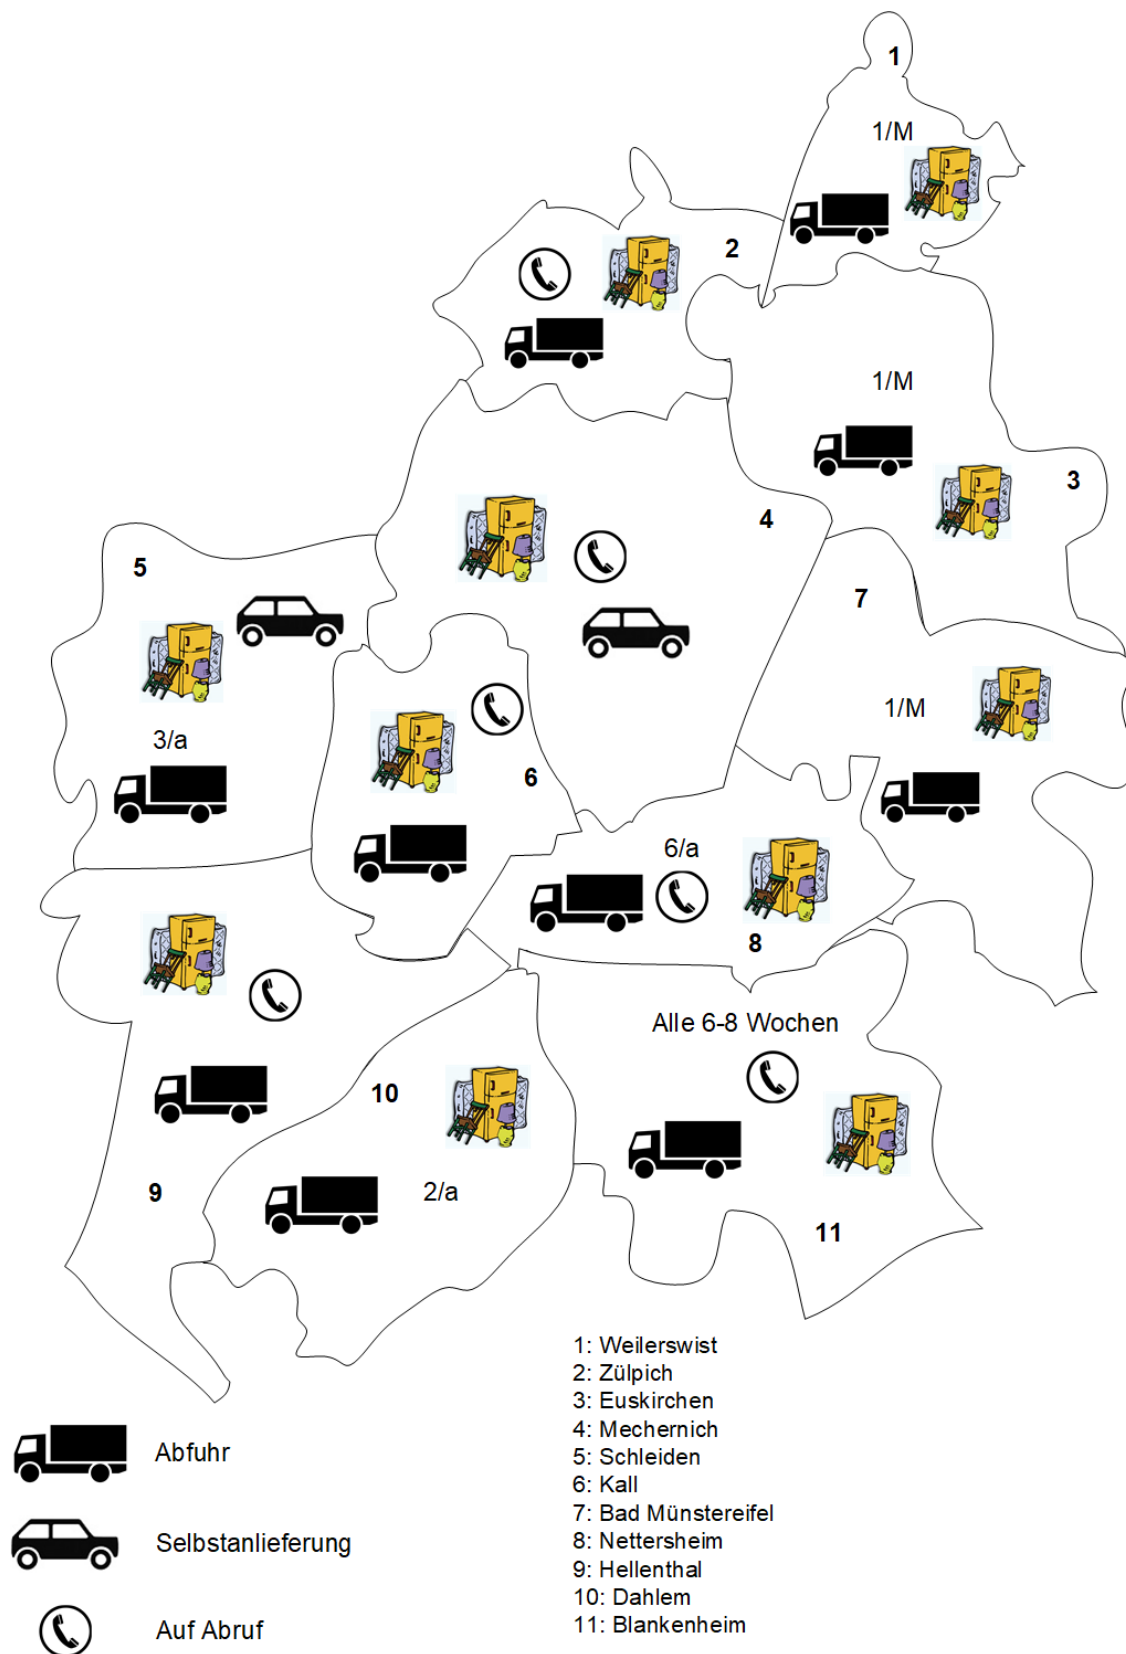 1
1/M
2
1/M
3
4
5
7
1/M
3/a
6
6/a
8
Alle 6-8 Wochen
10
9
2/a
11
1: Weilerswist
2: Zülpich
3: Euskirchen
4: Mechernich
5: Schleiden
6: Kall
7: Bad Münstereifel
8: Nettersheim
9: Hellenthal
10: Dahlem
11: Blankenheim
Abfuhr
Selbstanlieferung
Auf Abruf